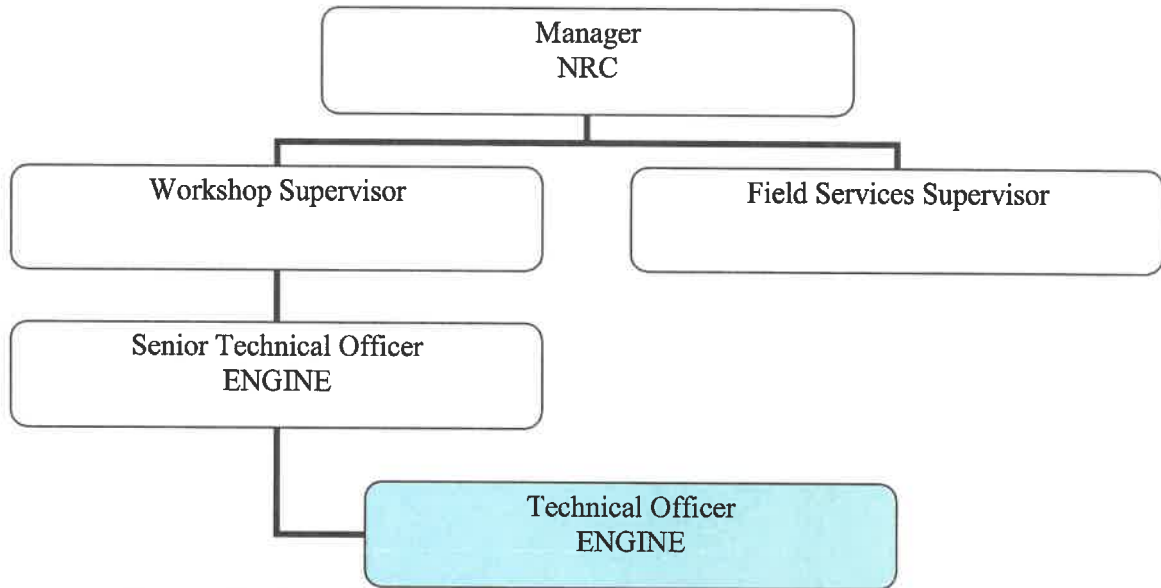 Manager
NRC
Workshop Supervisor
Field Services Supervisor
Senior Technical Officer
ENGINE
Technical Officer
ENGINE